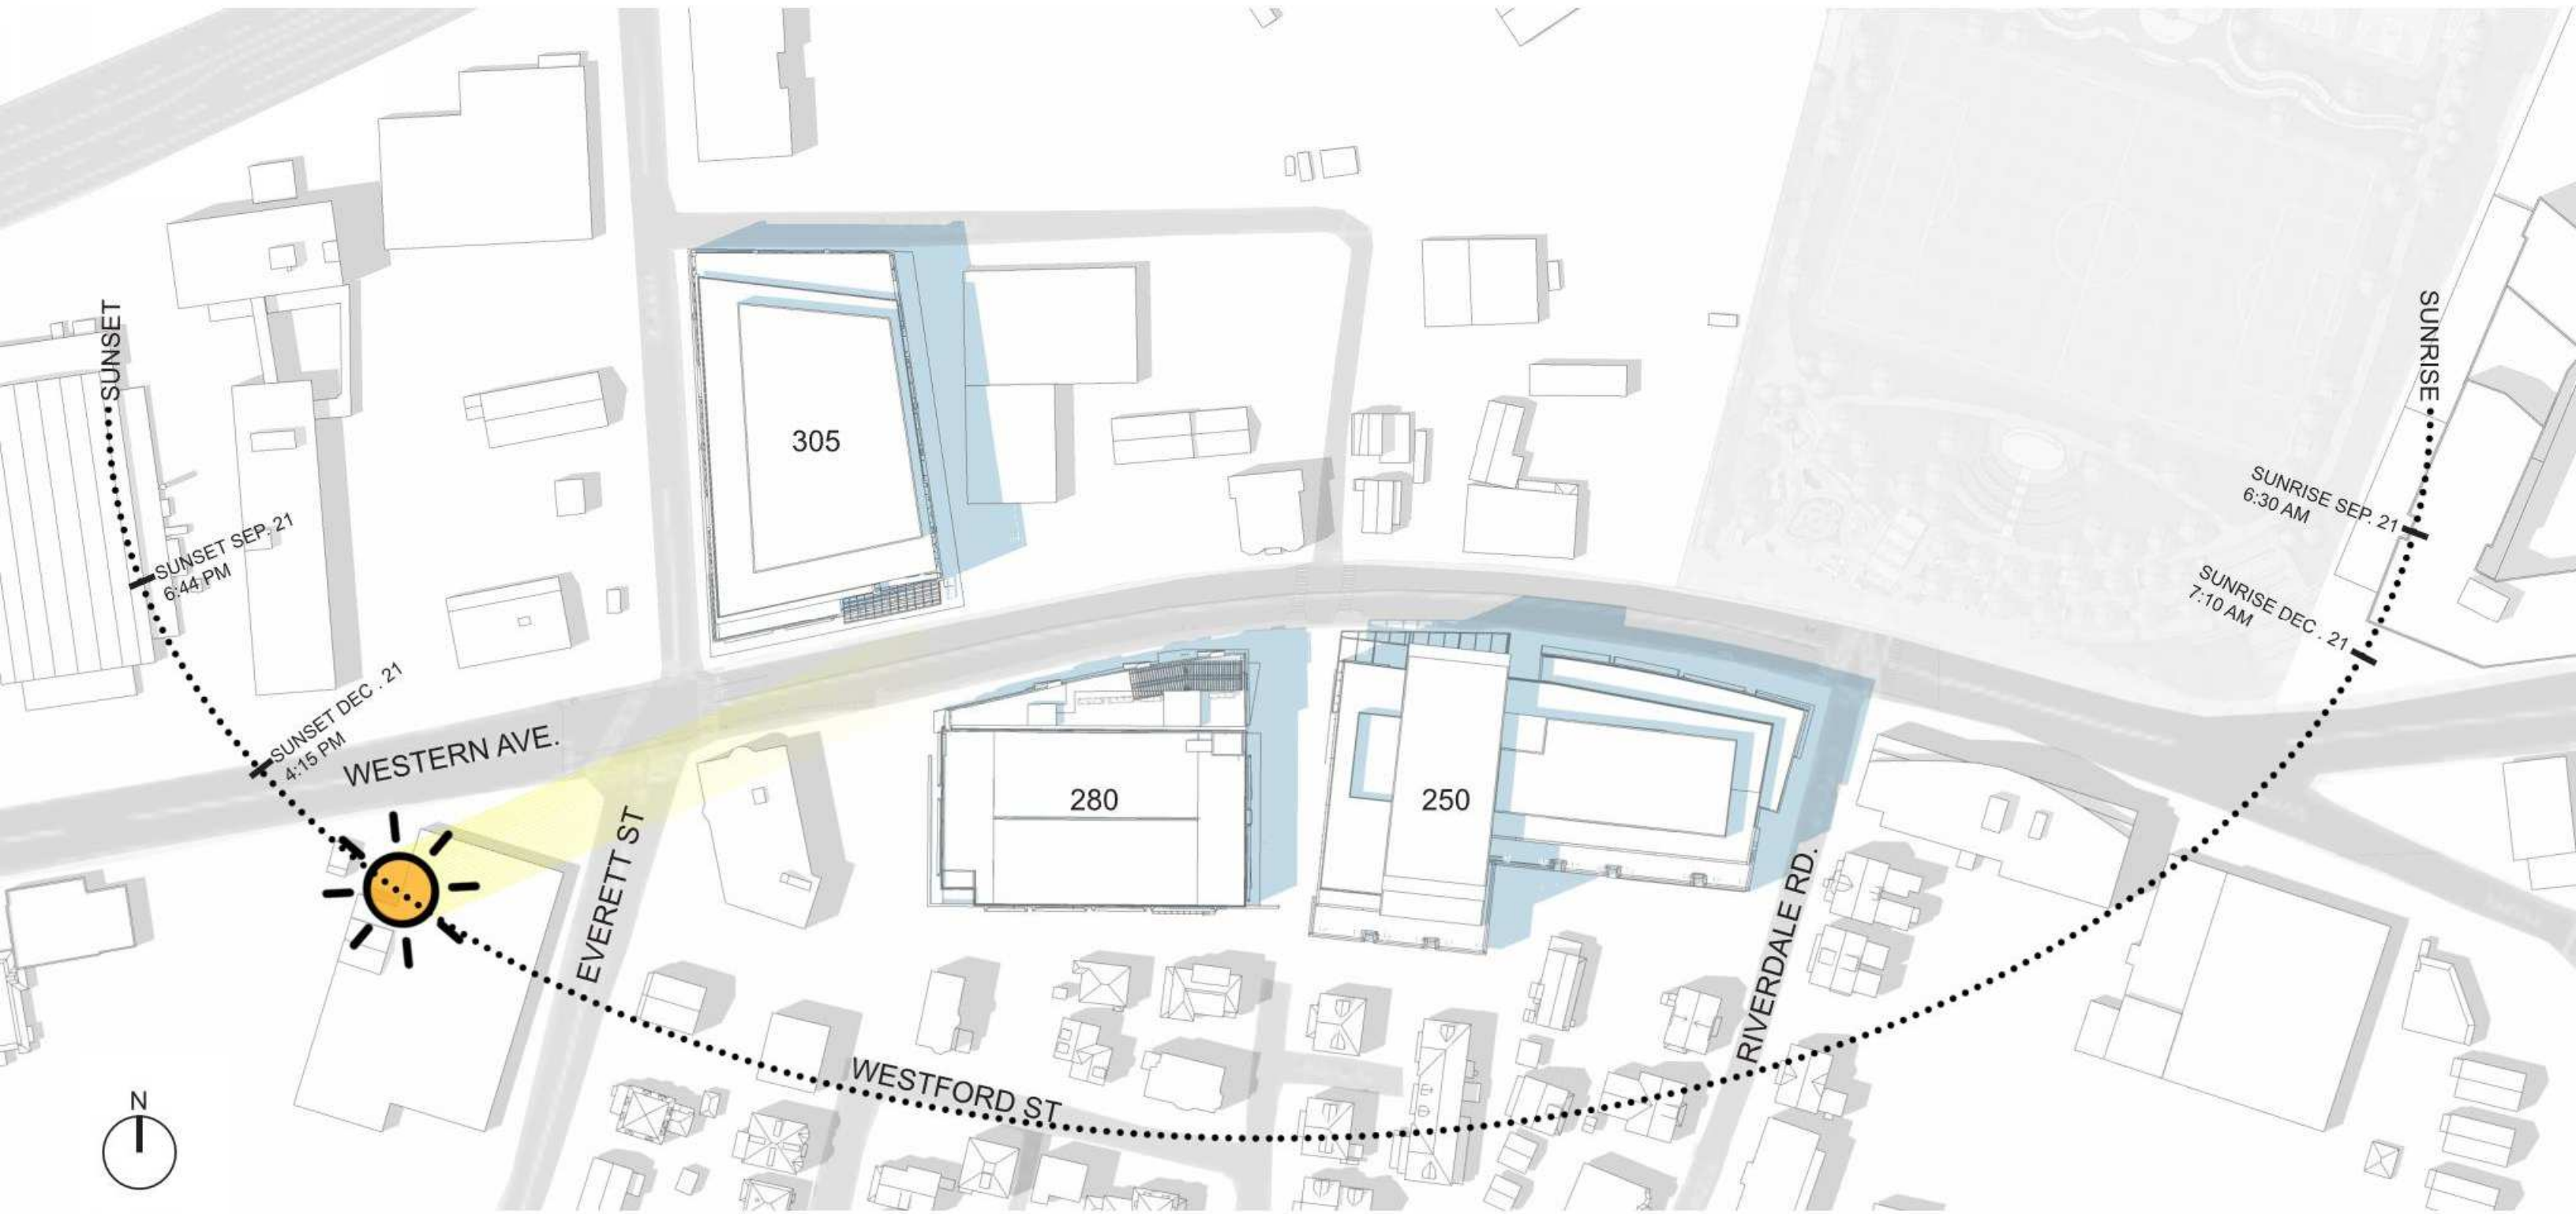 SUNSET
SUNRISE
305
SUNSET SEP. 21
6:44 PM
SUNRISE SEP. 21
6:30 AM
SUNRISE DEC . 21
7:10 AM
SUNSET DEC . 21
4:15 PM
WESTERN AVE.
280
250
EVERETT ST
RIVERDALE RD.
WESTFORD ST
N